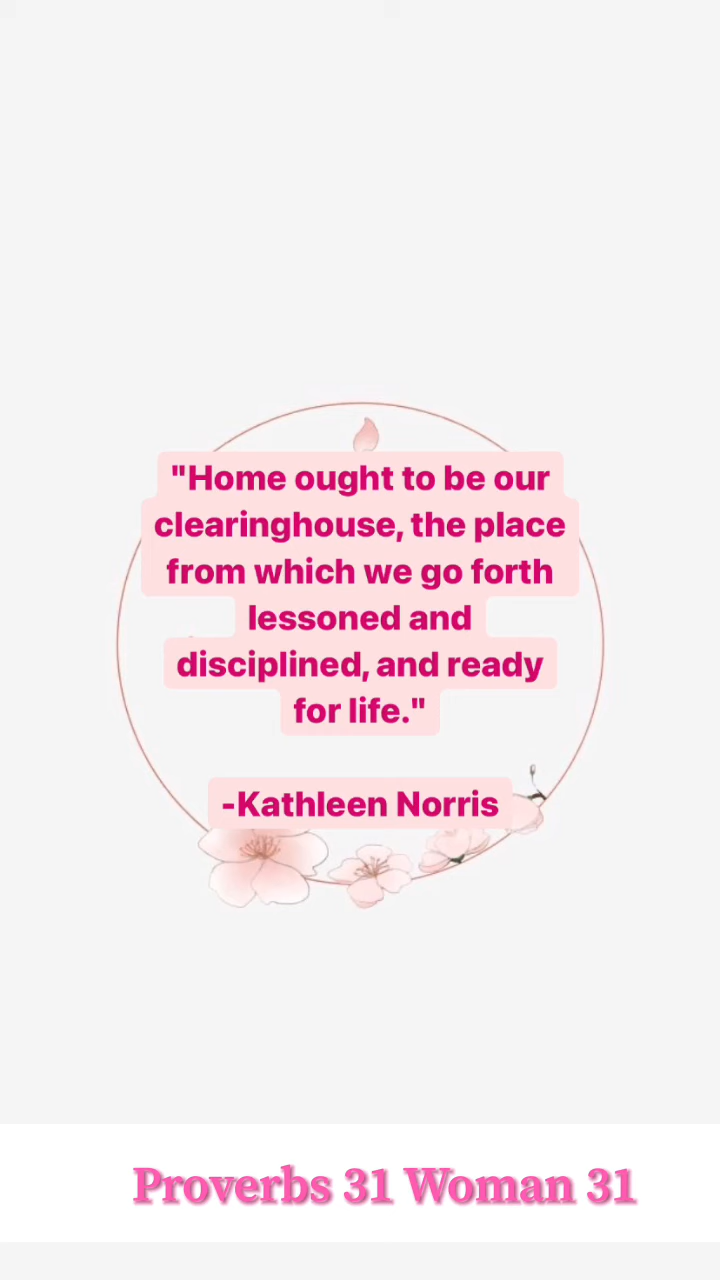 "Home ought to be our
clearinghouse, the place
from which we go forth
lessoned and
disciplined, and ready
for life."
-Kathleen Norris
Proverbs 31 Woman 31